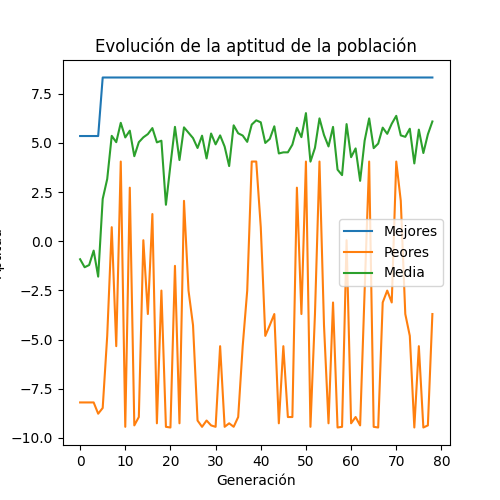 Evolución de la aptitud de la población
7.5
5.0
2.5
0.0
−2.5
−5.0
−7.5
−10.0
Mejores
Peores
Media
0 10 20 30 40 50 60 70 80
Generación